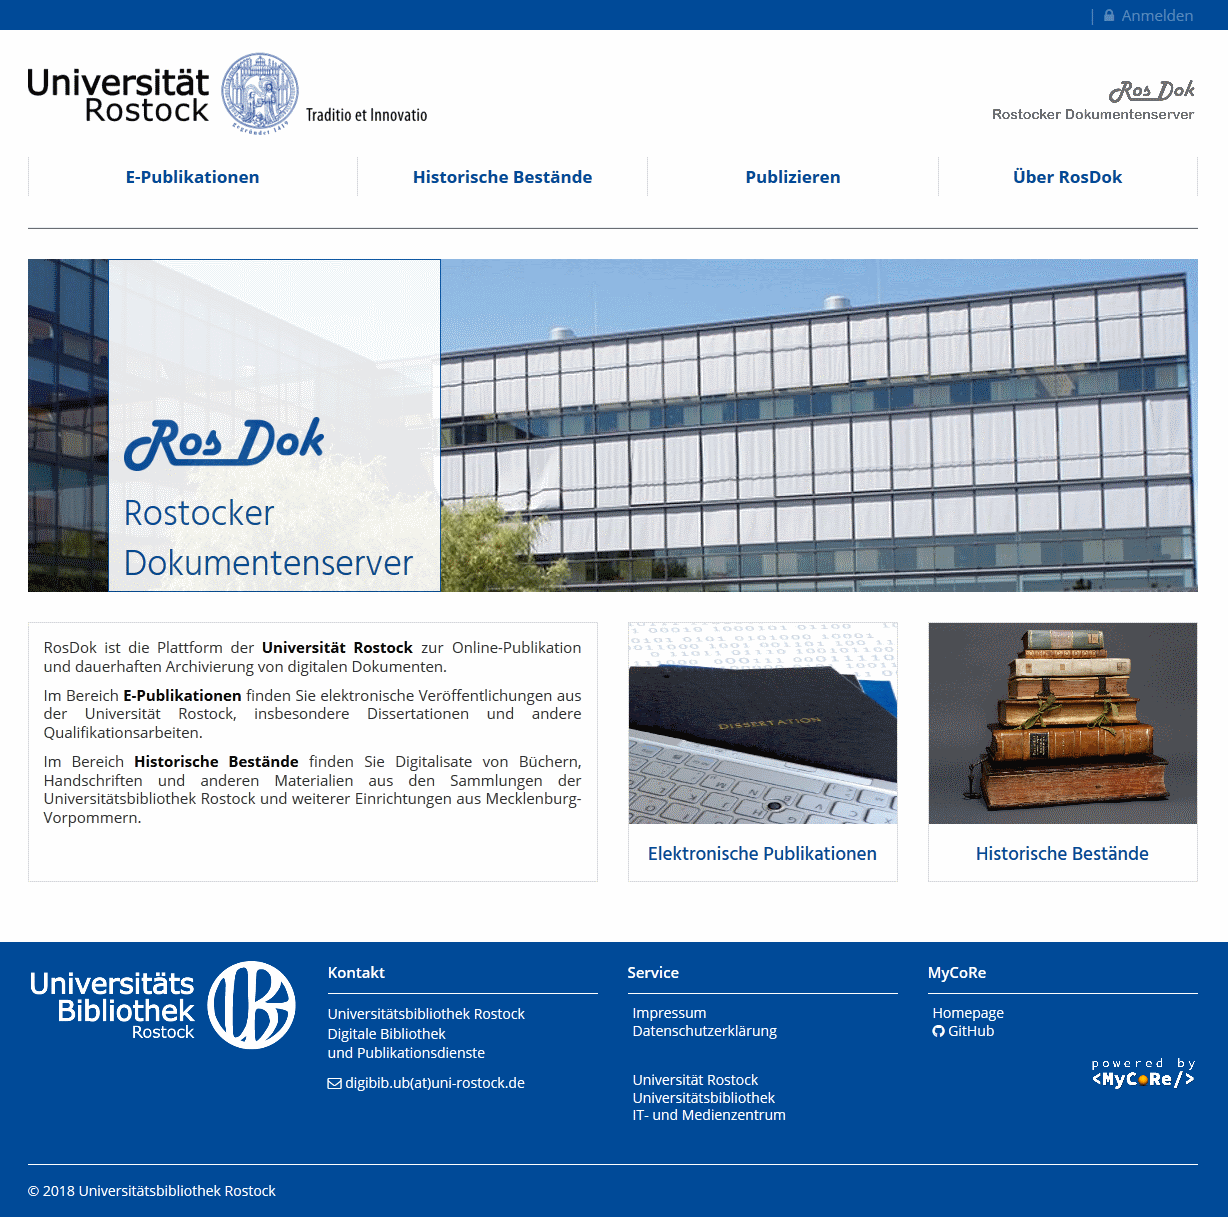 | Anmelden
Universität
Rostock
Traditio et Innovatio
gegründet 1419
Ros Dok
Rostocker Dokumentenserver
E-Publikationen
Historische Bestände
Publizieren
Über RosDok
Ros Dok
Rostocker
Dokumentenserver
RosDok ist die Plattform der Universität Rostock zur Online-Publikation
und dauerhaften Archivierung von digitalen Dokumenten.
Im Bereich E-Publikationen finden Sie elektronische Veröffentlichungen aus
der Universität Rostock, insbesondere Dissertationen und andere
Qualifikationsarbeiten.
Im Bereich Historische Bestände finden Sie Digitalisate von Büchern,
Handschriften und anderen Materialien aus den Sammlungen der
Universitätsbibliothek Rostock und weiterer Einrichtungen aus Mecklenburg-
Vorpommern.
DISSERTATION
Elektronische Publikationen
Historische Bestände
Universitäts
Bibliothek
Rostock
Kontakt
Universitätsbibliothek Rostock
Digitale Bibliothek
und Publikationsdienste
digibib.ub(at)uni-rostock.de
Service
Impressum
Datenschutzerklärung
Universität Rostock
Universitätsbibliothek
IT- und Medienzentrum
MyCoRe
Homepage
GitHub
powered by
<MyCoRe/>
© 2018 Universitätsbibliothek Rostock